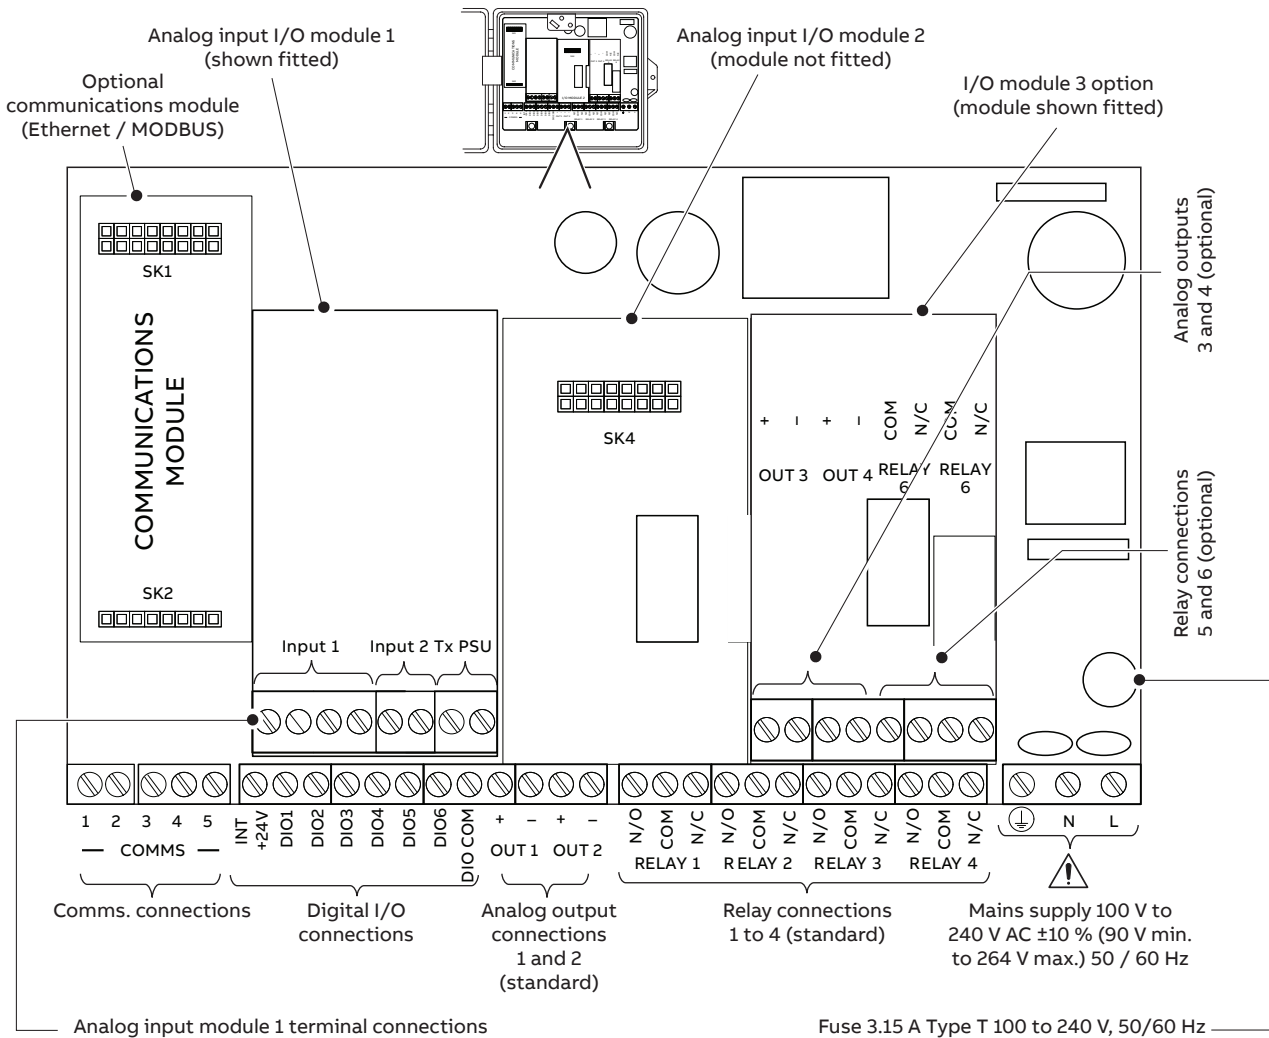 Analog input I/O module 1
(shown fitted)
Analog input I/O module 2
(module not fitted)
Optional
communications module
(Ethernet / MODBUS)
I/O module 3 option
(module shown fitted)
Analog outputs
3 and 4 (optional)
SK1
COMMUNICATIONS
MODULE
SK2
SK4
+ – + – COM N/C COM N/C
OUT 3 OUT 4 RELAY 6 RELAY 6
Relay connections
5 and 6 (optional)
Input 1 Input 2 Tx PSU
1 2 3 4 5
COMMS
INT
+24V
DIO1
DIO2
DIO3
DIO4
DIO5
DIO6
DIO COM
+ – + –
OUT 1 OUT 2
N/O COM N/C N/O COM N/C N/O COM N/C N/O COM N/C
RELAY 1 RELAY 2 RELAY 3 RELAY 4
N L
Comms. connections
Digital I/O
connections
Analog output
connections
1 and 2
(standard)
Relay connections
1 to 4 (standard)
Mains supply 100 V to
240 V AC ±10 % (90 V min.
to 264 V max.) 50 / 60 Hz
Analog input module 1 terminal connections
Fuse 3.15 A Type T 100 to 240 V, 50/60 Hz